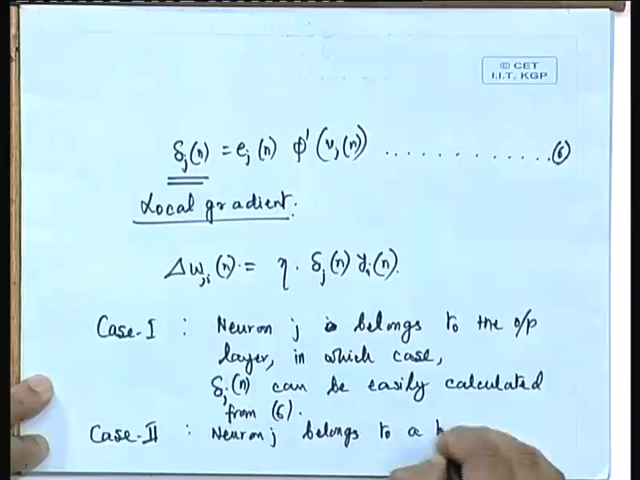 © CET
I.I.T. KGP
δj(n) = ej(n) φ'(vj(n)) ............(6)
Local gradient.
Δwji(n) = η. δj(n) yi(n).
Case-I : Neuron j belongs to the o/p
layer, in which case,
δj(n) can be easily calculated
from (6).
Case-II : Neuron j belongs to a